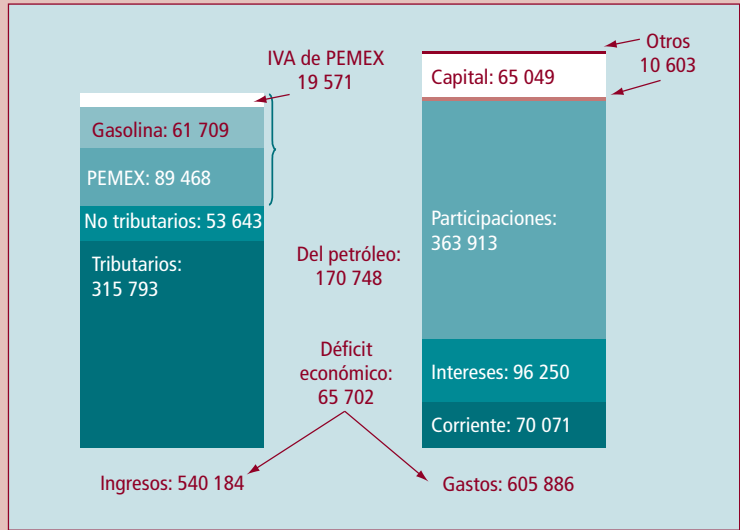 IVA de PEMEX
19 571
Gasolina: 61 709
PEMEX: 89 468
No tributarios: 53 643
Tributarios:
315 793
Del petróleo:
170 748
Déficit
económico:
65 702
Ingresos: 540 184
Otros
10 603
Capital: 65 049
Participaciones:
363 913
Intereses: 96 250
Corriente: 70 071
Gastos: 605 886